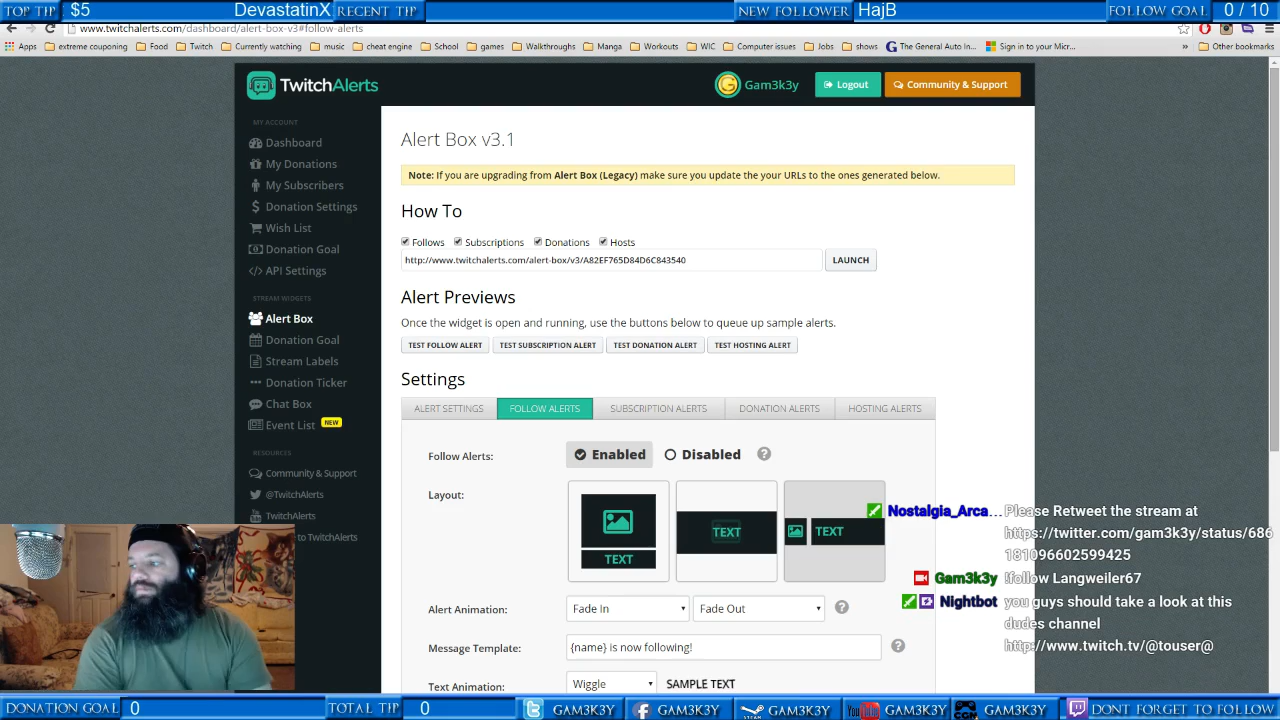 TOP TIP $5 DevastatinX RECENT TIP NEW FOLLOWER HajB FOLLOW GOAL 0 / 10
www.twitchalerts.com/dashboard/alert-box-v3#follow-alerts
Apps extreme couponing Food Twitch Currently watching music cheat engine School games Walkthroughs Manga Workouts WIC Computer issues Jobs shows The General Auto In... Sign in to your Micr... » Other bookmarks
TwitchAlerts Gam3k3y Logout Community & Support
MY ACCOUNT
Dashboard
My Donations
My Subscribers
Donation Settings
Wish List
Donation Goal
API Settings
STREAM WIDGETS
Alert Box
Donation Goal
Stream Labels
Donation Ticker
Chat Box
Event List NEW
RESOURCES
Community & Support
@TwitchAlerts
TwitchAlerts
to TwitchAlerts
Alert Box v3.1
Note: If you are upgrading from Alert Box (Legacy) make sure you update the your URLs to the ones generated below.
How To
Follows Subscriptions Donations Hosts
http://www.twitchalerts.com/alert-box/v3/A82EF765D84D6C843540 LAUNCH
Alert Previews
Once the widget is open and running, use the buttons below to queue up sample alerts.
TEST FOLLOW ALERT TEST SUBSCRIPTION ALERT TEST DONATION ALERT TEST HOSTING ALERT
Settings
ALERT SETTINGS FOLLOW ALERTS SUBSCRIPTION ALERTS DONATION ALERTS HOSTING ALERTS
Follow Alerts: Enabled Disabled ?
Layout:
TEXT TEXT TEXT
Alert Animation: Fade In Fade Out ?
Message Template: {name} is now following! ?
Text Animation: Wiggle SAMPLE TEXT
Nostalgia_Arca... Please Retweet the stream at
https://twitter.com/gam3k3y/status/686
181096602599425
Gam3k3y !follow Langweiler67
Nightbot you guys should take a look at this
dudes channel
http://www.twitch.tv/@touser@
DONATION GOAL 0 TOTAL TIP 0 GAM3K3Y GAM3K3Y STEAM GAM3K3Y YouTube GAM3K3Y GAM3K3Y DONT FORGET TO FOLLOW